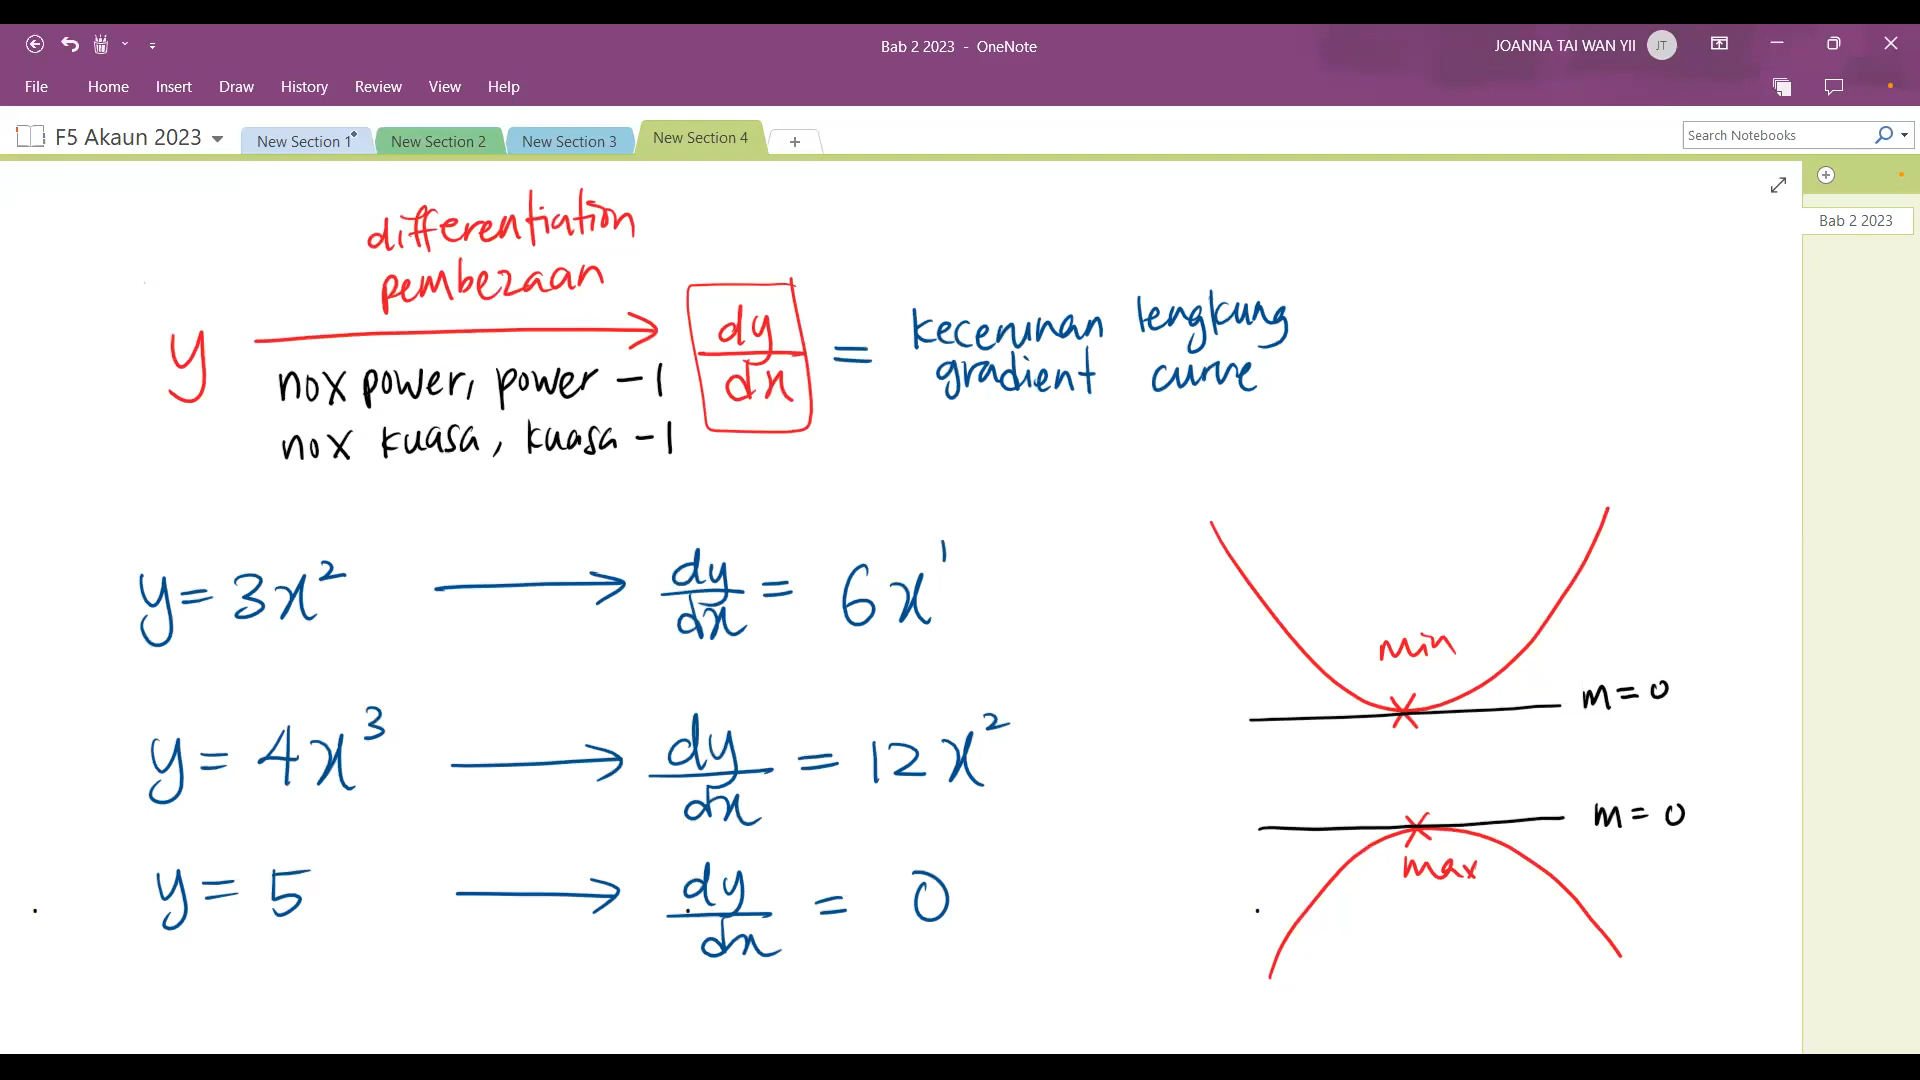 Bab 2 2023 - OneNote
JOANNA TAI WAN YII
JT
File Home Insert Draw History Review View Help
F5 Akaun 2023
New Section 1
New Section 2
New Section 3
New Section 4
+
Search Notebooks
Bab 2 2023
differentiation
pembezaan
y
dy/dx
= kecerunan lengkung
gradient curve
no x power, power -1
no x kuasa, kuasa -1
y = 3x² ⟶ dy/dx = 6x¹
y = 4x³ ⟶ dy/dx = 12x²
y = 5 ⟶ dy/dx = 0
min
m = 0
m = 0
max